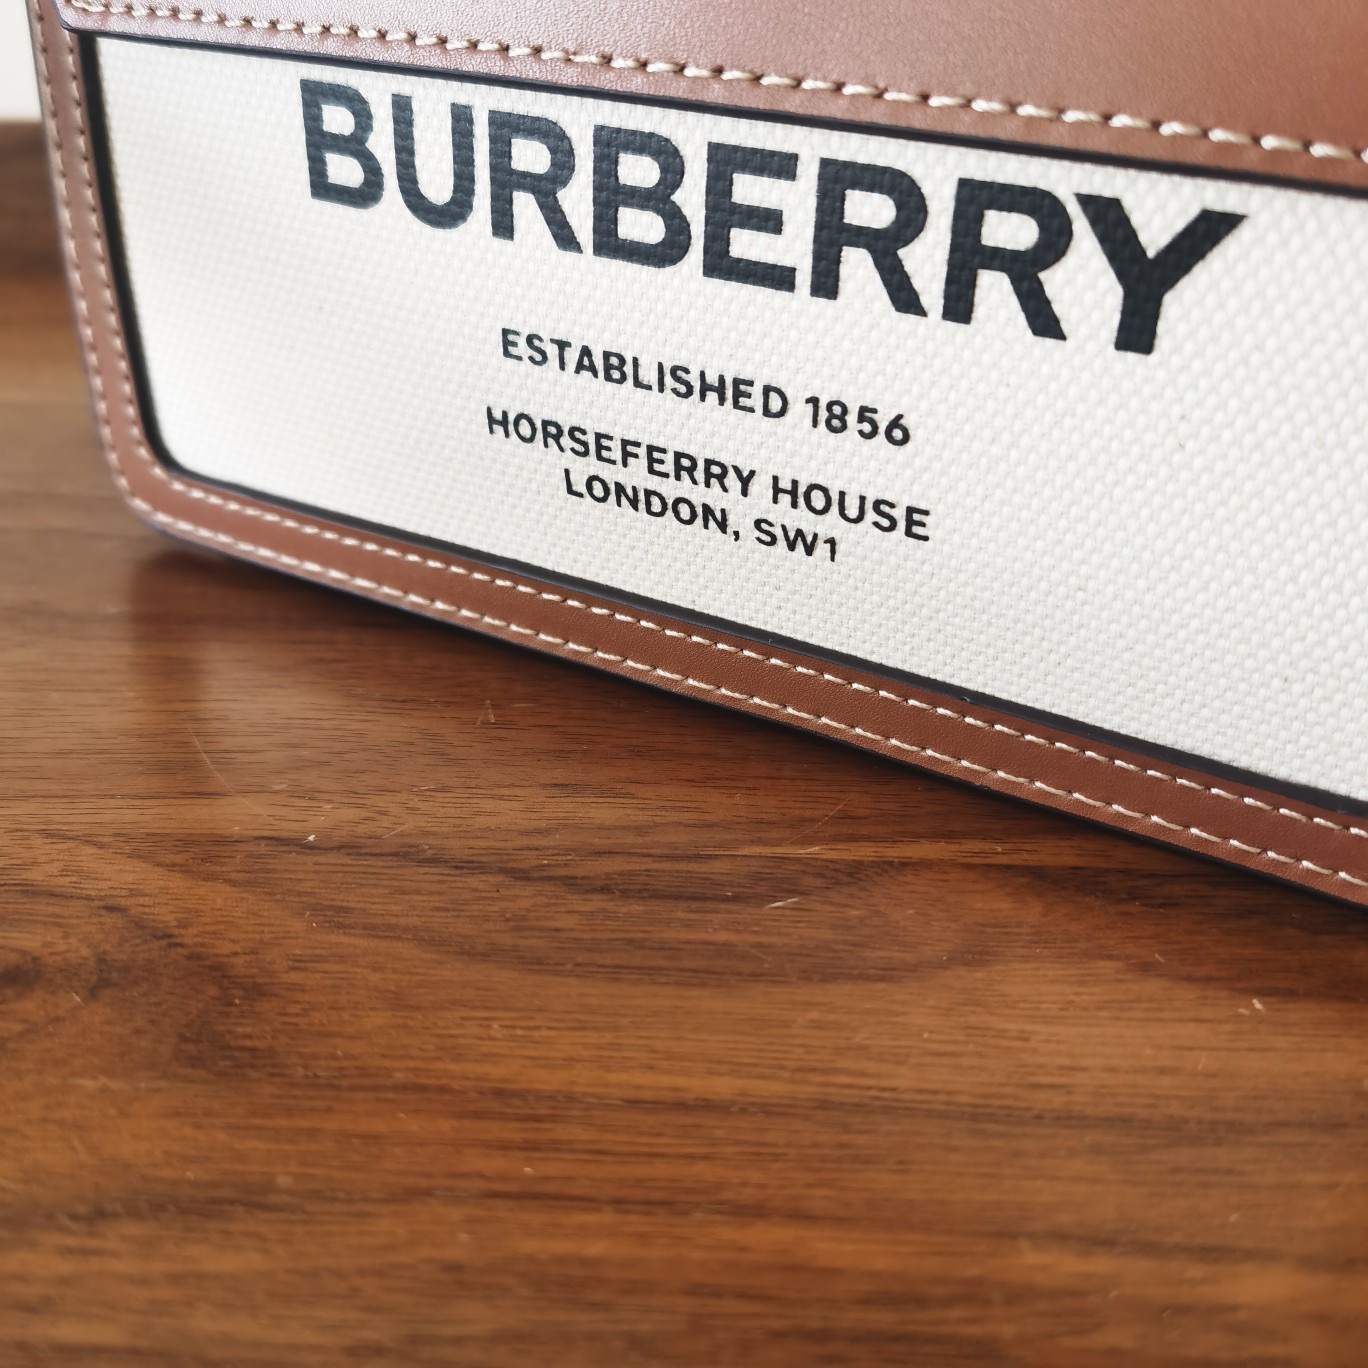 BURBERRY
ESTABLISHED 1856
HORSEFERRY HOUSE
LONDON, SW1